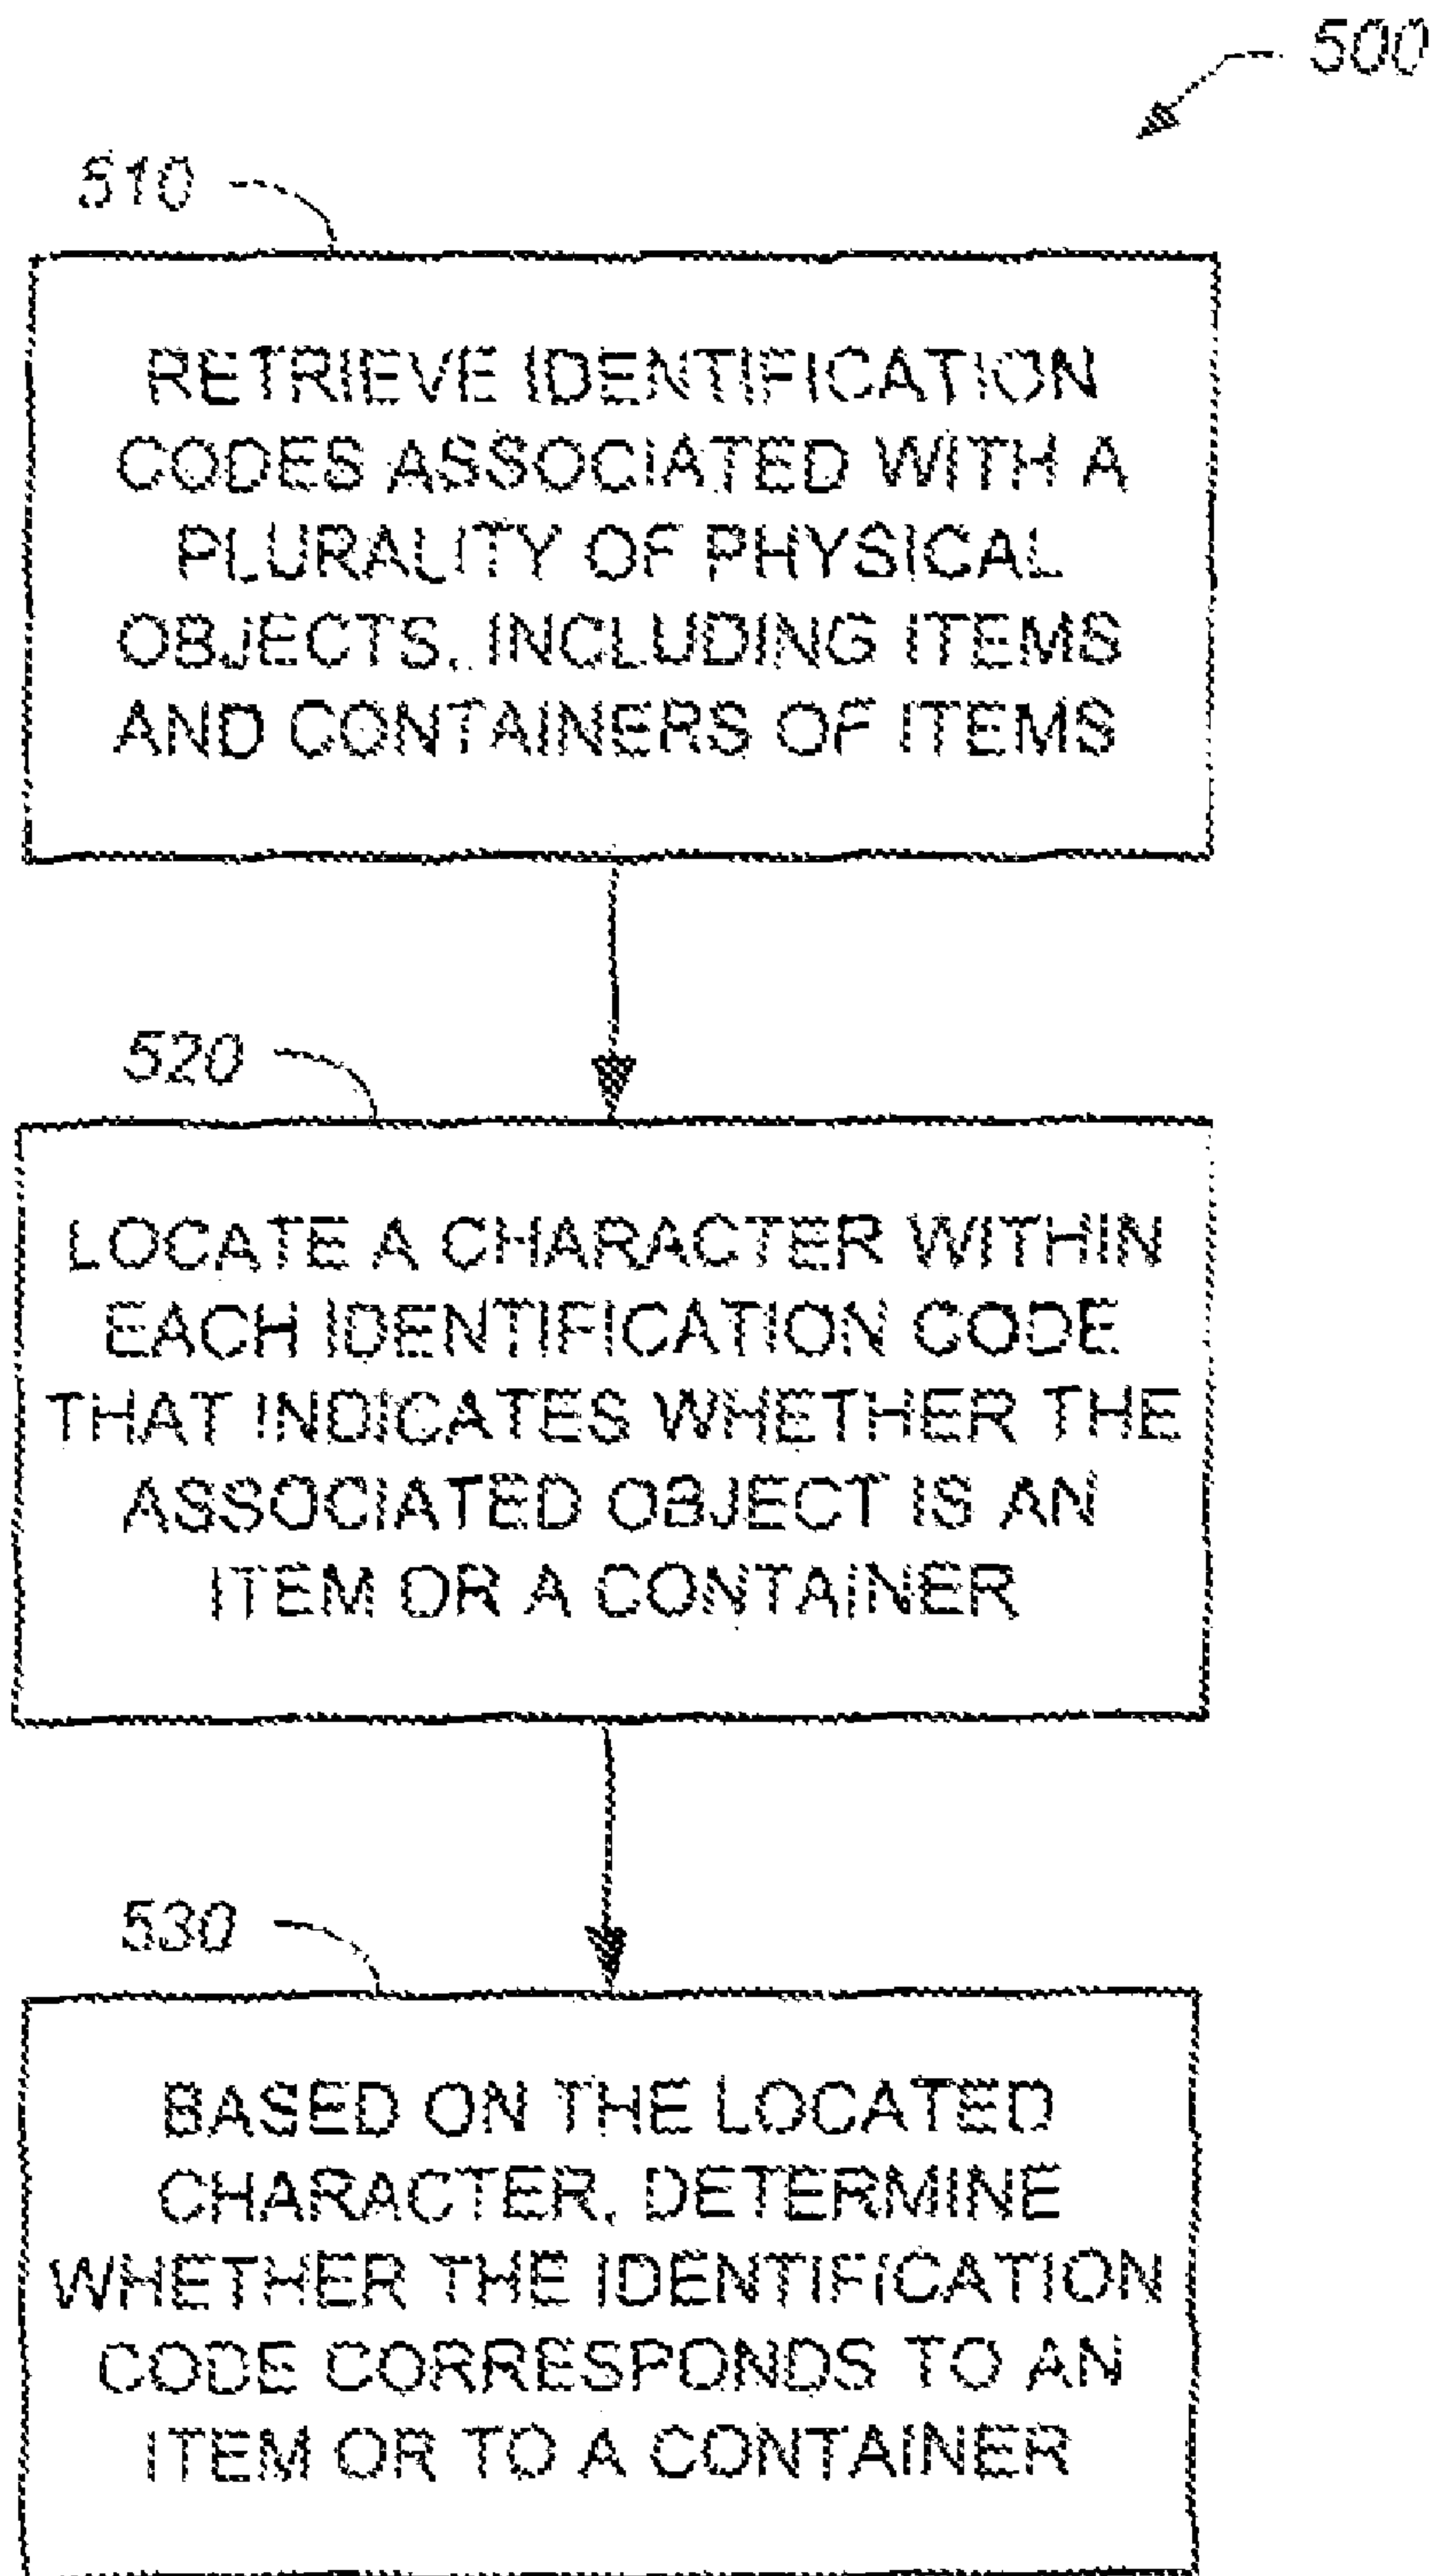 500
510
RETRIEVE IDENTIFICATION
CODES ASSOCIATED WITH A
PLURALITY OF PHYSICAL
OBJECTS, INCLUDING ITEMS
AND CONTAINERS OF ITEMS
520
LOCATE A CHARACTER WITHIN
EACH IDENTIFICATION CODE
THAT INDICATES WHETHER THE
ASSOCIATED OBJECT IS AN
ITEM OR A CONTAINER
530
BASED ON THE LOCATED
CHARACTER, DETERMINE
WHETHER THE IDENTIFICATION
CODE CORRESPONDS TO AN
ITEM OR TO A CONTAINER